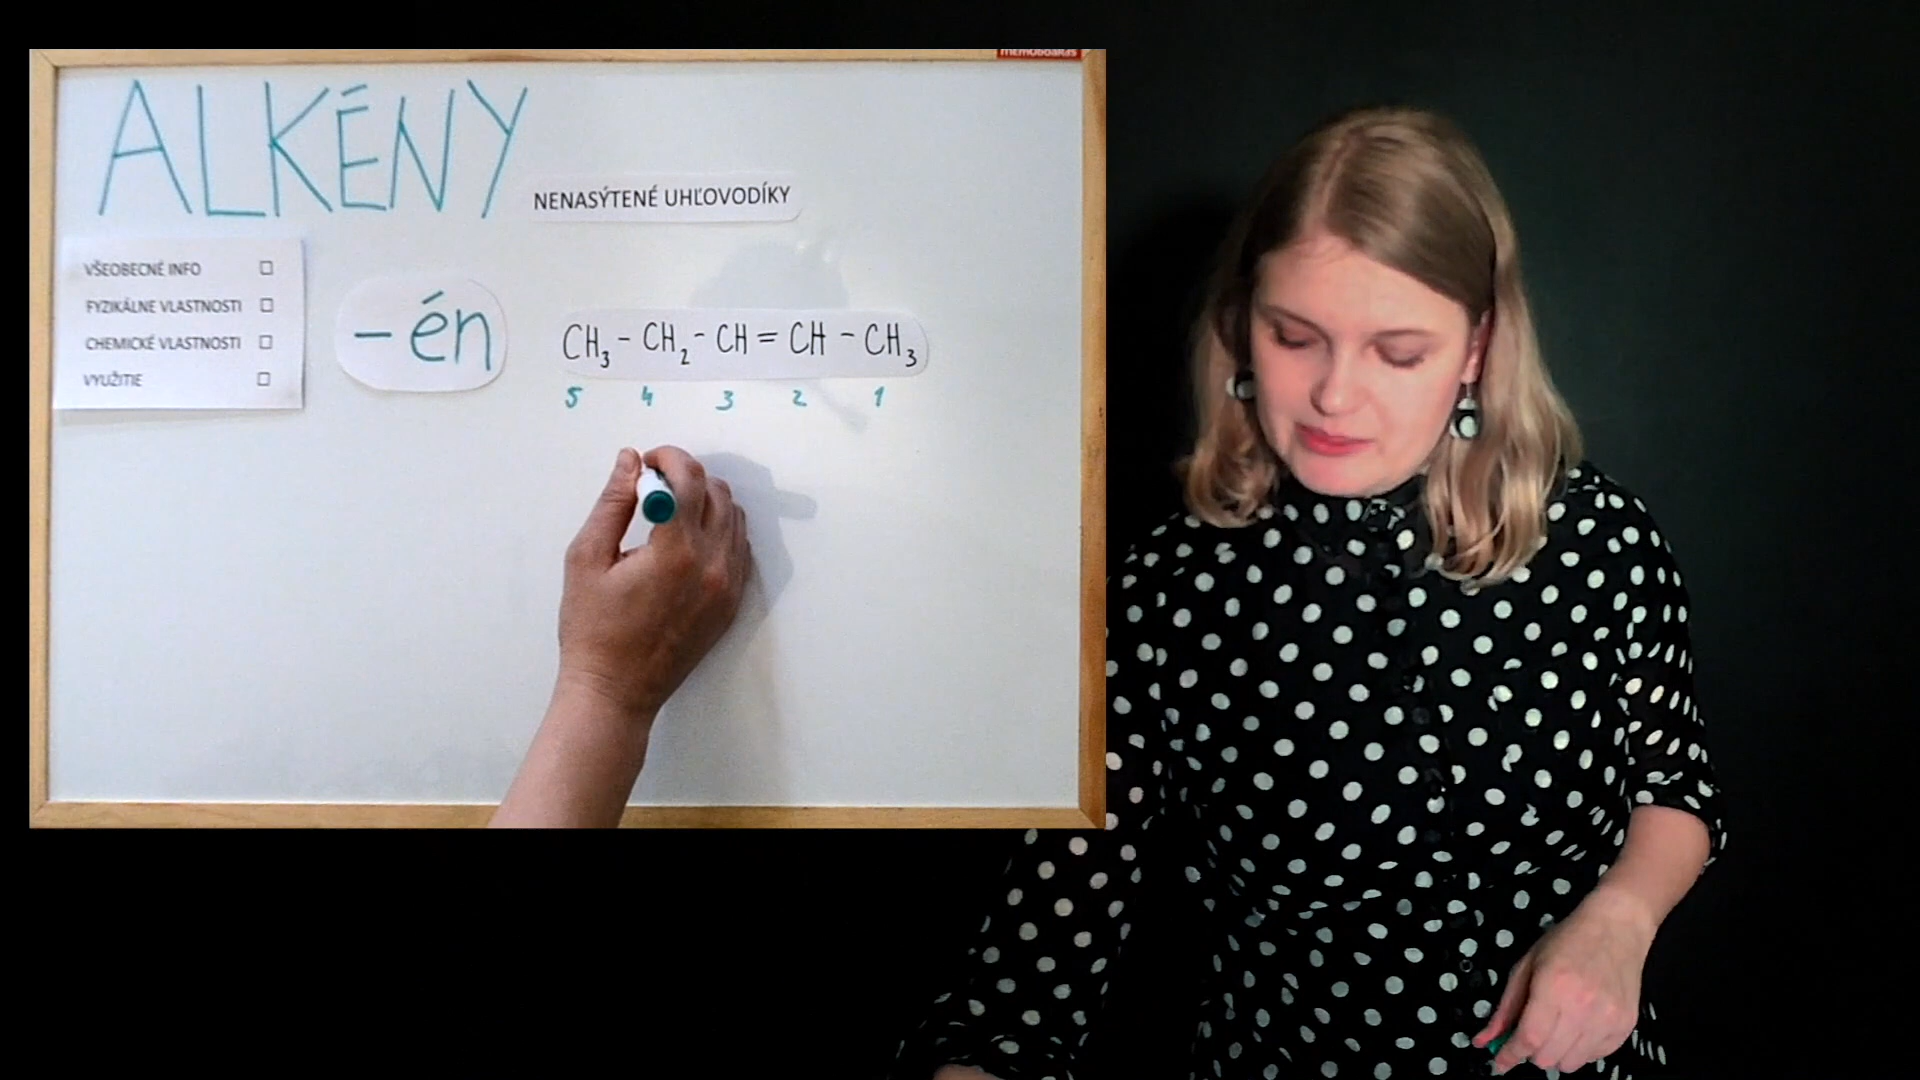 memoboards
ALKÉNY
NENASÝTENÉ UHĽOVODÍKY
VŠEOBECNÉ INFO ☐
FYZIKÁLNE VLASTNOSTI ☐
CHEMICKÉ VLASTNOSTI ☐
VYUŽITIE ☐
– én
CH₃ – CH₂ – CH = CH – CH₃
5 4 3 2 1